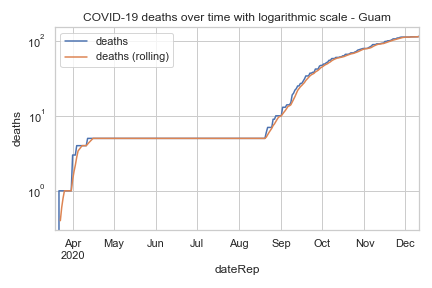 COVID-19 deaths over time with logarithmic scale - Guam
deaths
deaths (rolling)
10²
10¹
10⁰
deaths
Apr May Jun Jul Aug Sep Oct Nov Dec
2020
dateRep